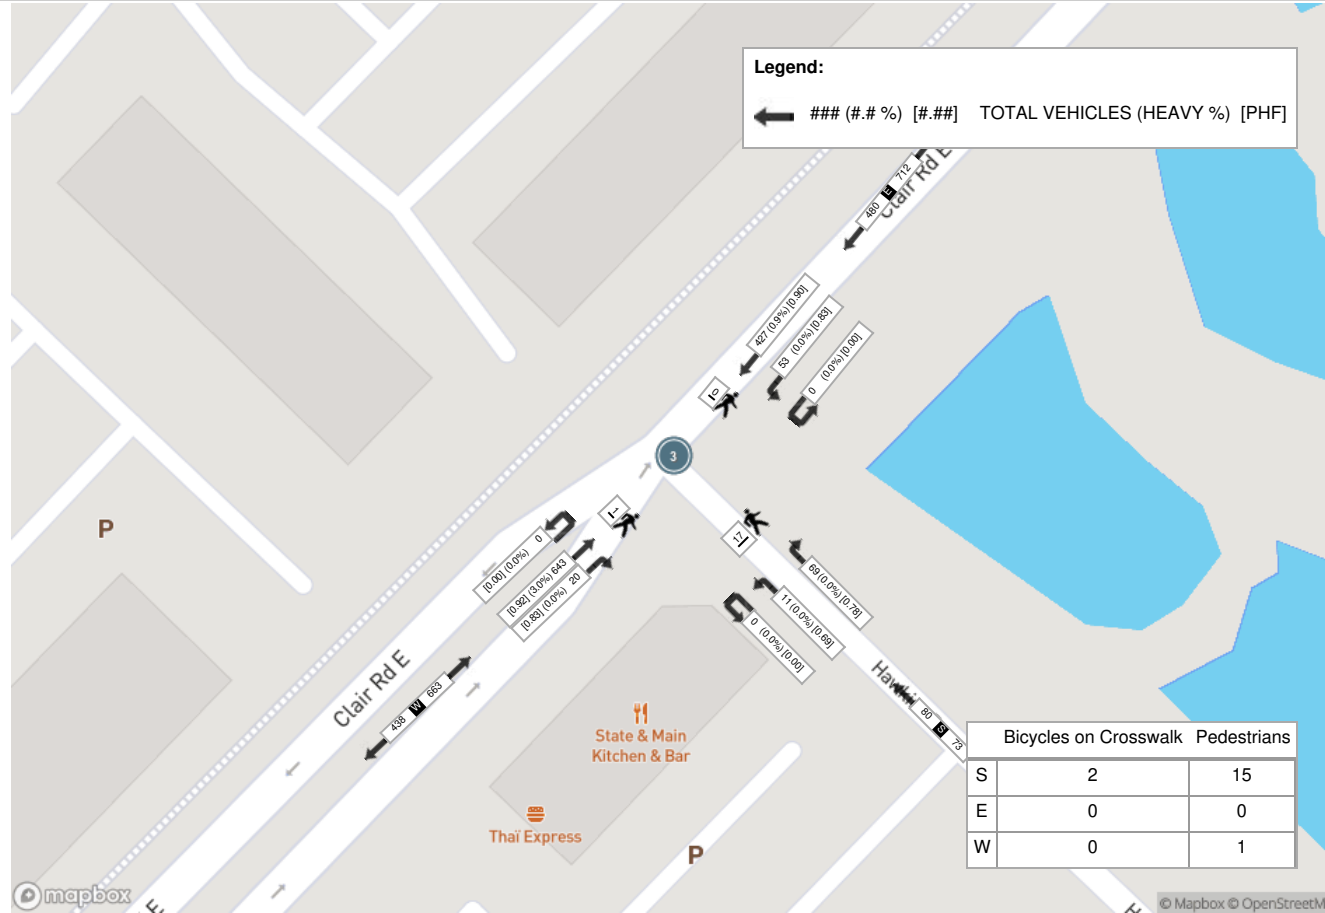 Legend:
### (#.# %) [#.##] TOTAL VEHICLES (HEAVY %) [PHF]
Clair Rd E
480 E 712
427 (0.9%) [0.90]
53 (0.0%) [0.83]
0 (0.0%) [0.00]
0
3
1
17
[0.00] (0.0%) 0
[0.92] (3.0%) 643
[0.83] (0.0%) 20
69 (0.0%) [0.78]
11 (0.0%) [0.69]
0 (0.0%) [0.00]
P
Clair Rd E
438 W 663
80 S 73
State & Main
Kitchen & Bar
Thaï Express
P
Bicycles on Crosswalk Pedestrians
S 2 15
E 0 0
W 0 1
E
mapbox
© Mapbox © OpenStreetM